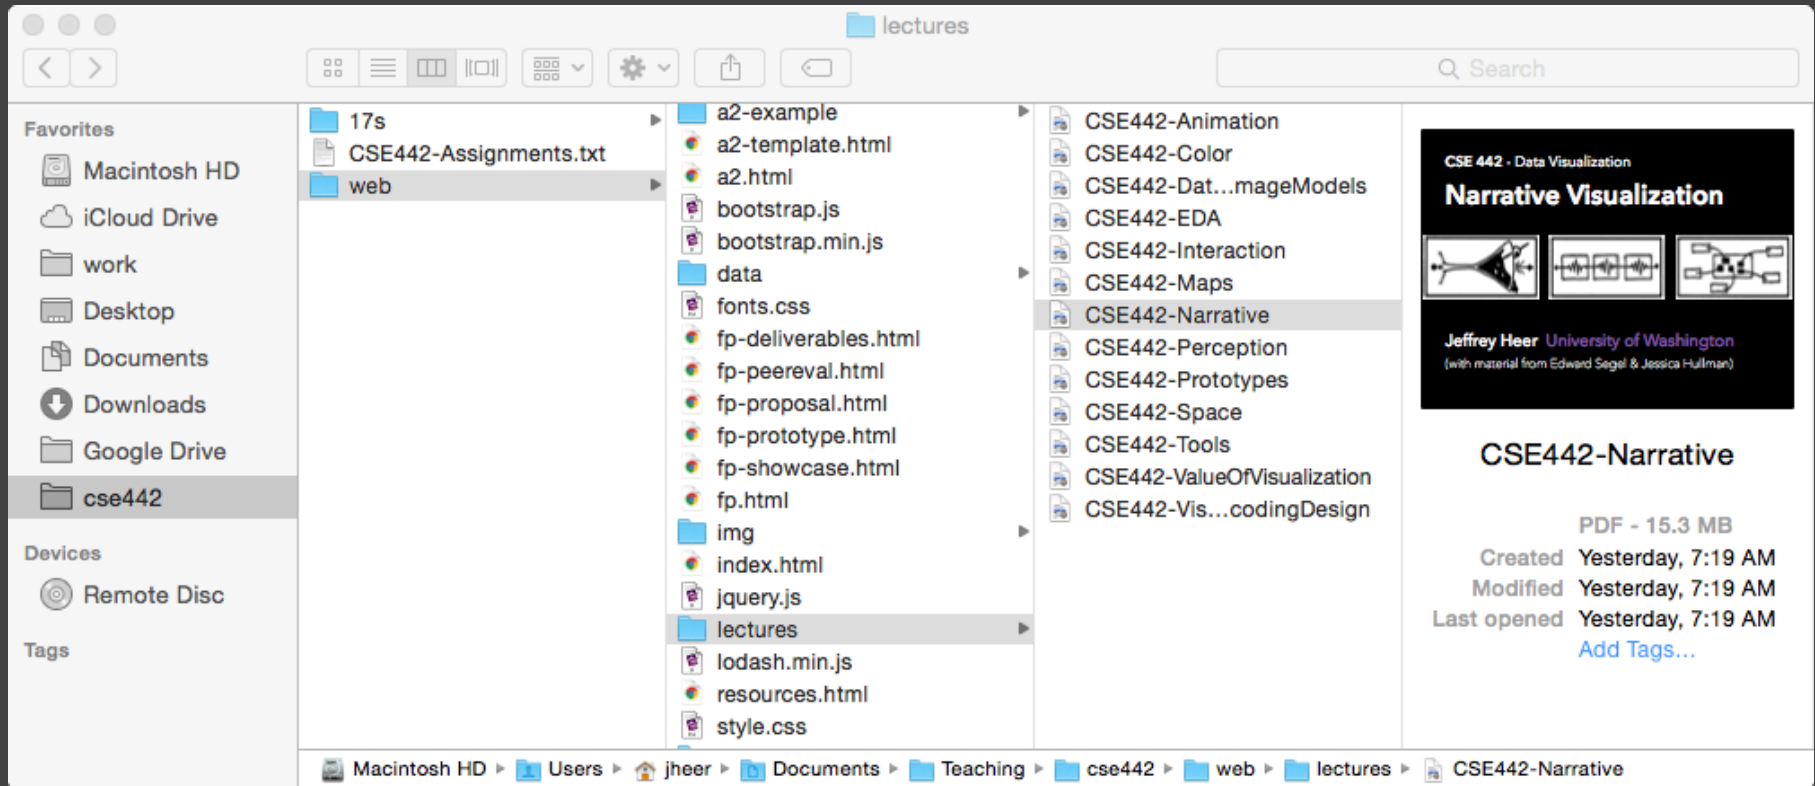 lectures
Search
Favorites
Macintosh HD
iCloud Drive
work
Desktop
Documents
Downloads
Google Drive
cse442
Devices
Remote Disc
Tags
17s
CSE442-Assignments.txt
web
a2-example
a2-template.html
a2.html
bootstrap.js
bootstrap.min.js
data
fonts.css
fp-deliverables.html
fp-peereval.html
fp-proposal.html
fp-prototype.html
fp-showcase.html
fp.html
img
index.html
jquery.js
lectures
lodash.min.js
resources.html
style.css
CSE442-Animation
CSE442-Color
CSE442-Dat...mageModels
CSE442-EDA
CSE442-Interaction
CSE442-Maps
CSE442-Narrative
CSE442-Perception
CSE442-Prototypes
CSE442-Space
CSE442-Tools
CSE442-ValueOfVisualization
CSE442-Vis...codingDesign
CSE 442 - Data Visualization
Narrative Visualization
Jeffrey Heer University of Washington
(with material from Edward Segel & Jessica Hullman)
CSE442-Narrative
PDF - 15.3 MB
Created Yesterday, 7:19 AM
Modified Yesterday, 7:19 AM
Last opened Yesterday, 7:19 AM
Add Tags...
Macintosh HD Users jheer Documents Teaching cse442 web lectures CSE442-Narrative